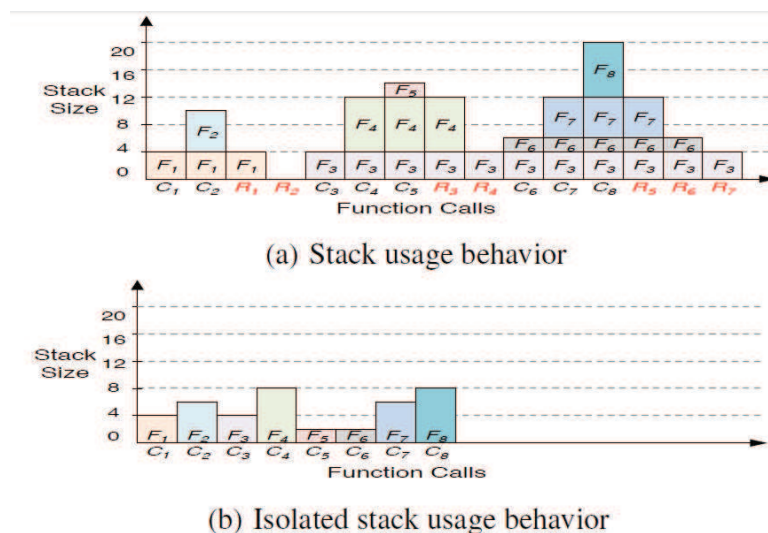 20
16
Stack
Size
12
8
4
0
F8
F5
F2
F4 F4 F4
F7 F7 F7
F6 F6 F6 F6 F6
F1 F1 F1 F3 F3 F3 F3 F3 F3 F3 F3 F3 F3 F3
C1 C2 R1 R2 C3 C4 C5 R3 R4 C6 C7 C8 R5 R6 R7
Function Calls
(a) Stack usage behavior
20
16
Stack
Size
12
8
4
0
F1 F2 F3 F4 F5 F6 F7 F8
C1 C2 C3 C4 C5 C6 C7 C8
Function Calls
(b) Isolated stack usage behavior